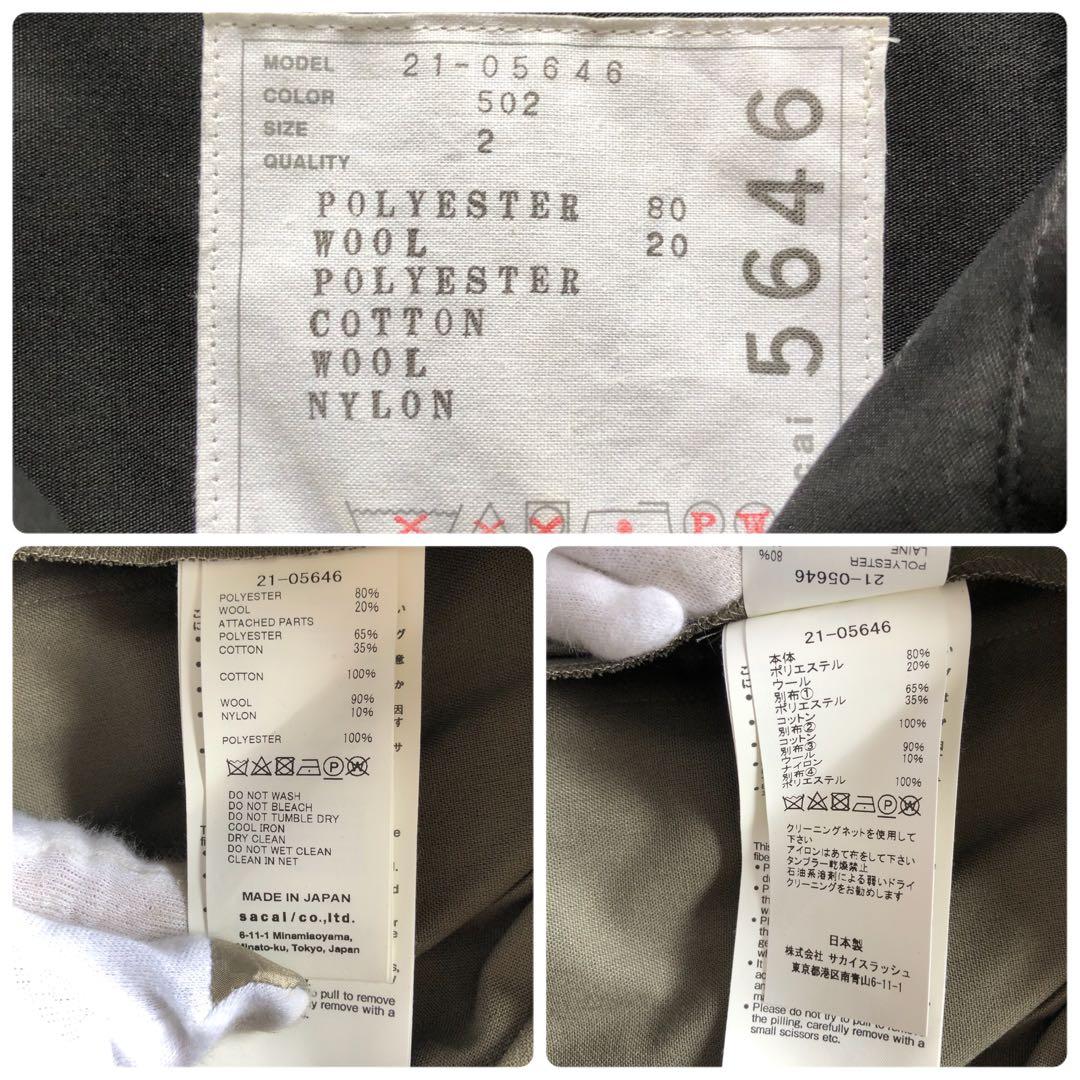 MODEL 21-05646
COLOR 502
SIZE 2
QUALITY
POLYESTER 80
WOOL 20
POLYESTER
COTTON
WOOL
NYLON
P W
5646
21-05646
POLYESTER 80%
WOOL 20%
ATTACHED PARTS
POLYESTER 65%
COTTON 35%
COTTON 100%
WOOL 90%
NYLON 10%
POLYESTER 100%
DO NOT WASH
DO NOT BLEACH
DO NOT TUMBLE DRY
COOL IRON
DRY CLEAN
DO NOT WET CLEAN
CLEAN IN NET
MADE IN JAPAN
sacai/co.,ltd.
6-11-1 Minamiaoyama,
Minato-ku, Tokyo, Japan
pull to remove
remove with a
21-05646
POLYESTER 80%
LAINE
21-05646
本体
ポリエステル 80%
ウール 20%
別布①
ポリエステル 65%
コットン 35%
別布②
コットン 100%
別布③
ウール 90%
ナイロン 10%
別布④
ポリエステル 100%
クリーニングネットを使用して
下さい
アイロンはあて布をして下さい
タンブラー乾燥禁止
石油系溶剤による弱いドライ
クリーニングをお勧めします
日本製
株式会社 サカイスラッシュ
東京都港区南青山6-11-1
• Please do not try to pull to remove
the pilling, carefully remove with a
small scissors etc.